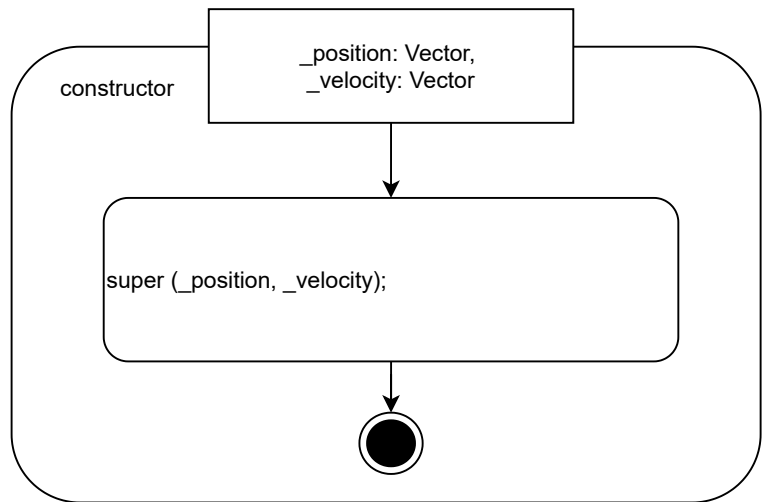 _position: Vector,
_velocity: Vector
constructor
super (_position, _velocity);